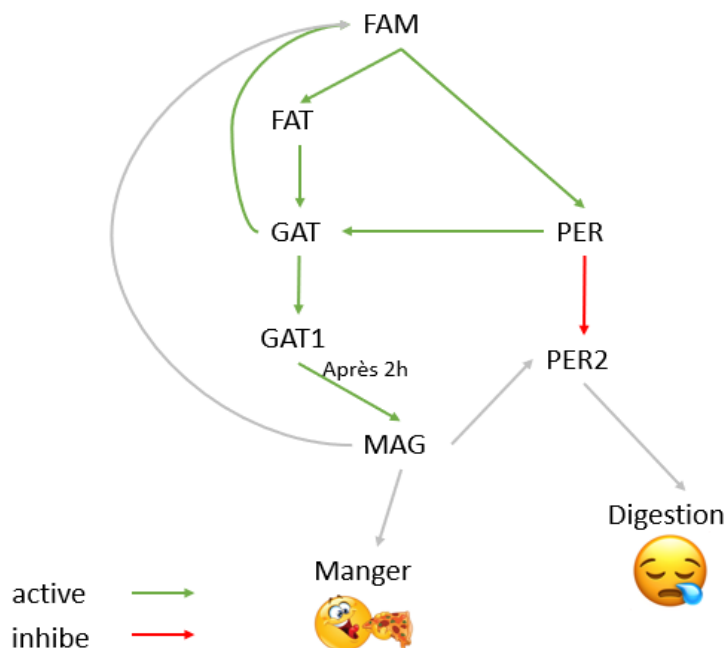 FAM
FAT
GAT
PER
GAT1
Après 2h
PER2
MAG
Digestion
Manger
active
inhibe